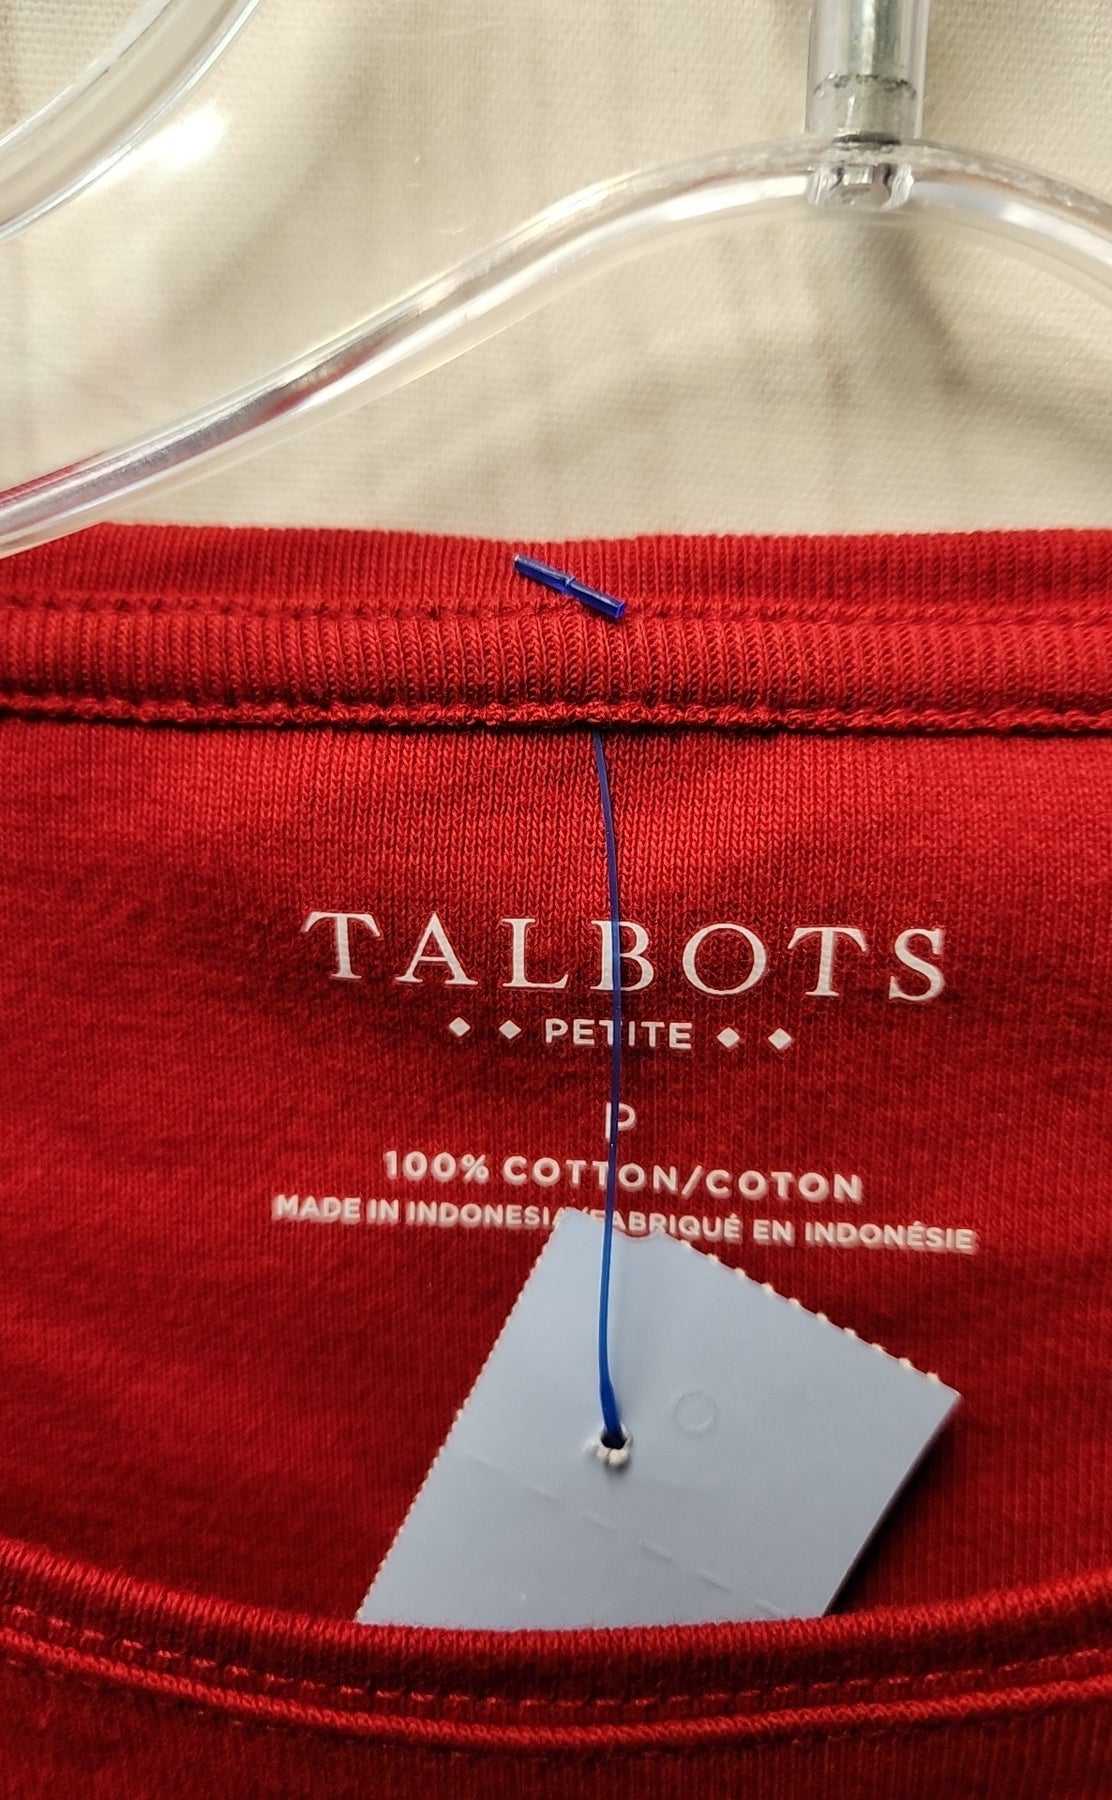 TALBOTS
PETITE
P
100% COTTON/COTON
MADE IN INDONESIA/FABRIQUÉ EN INDONÉSIE